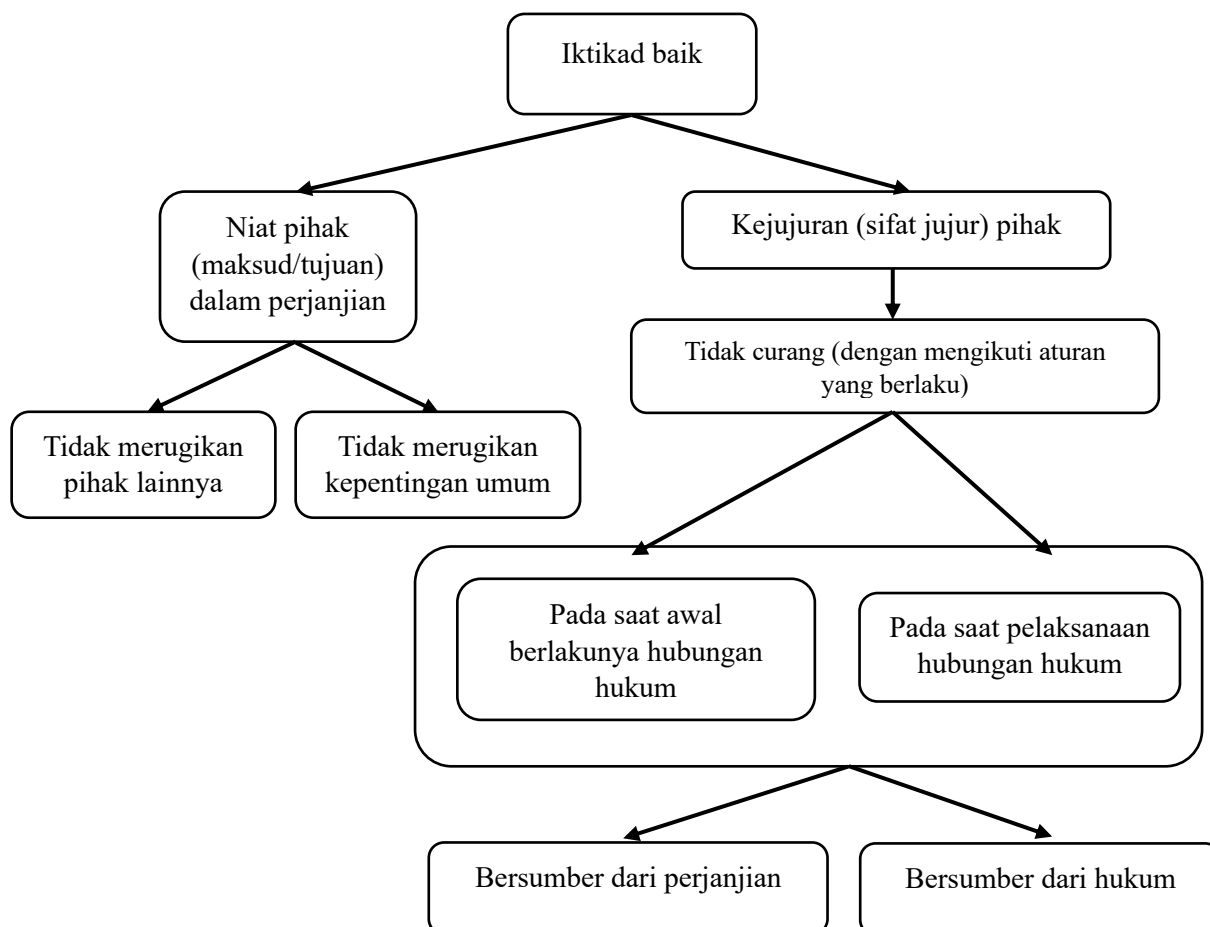 Iktikad baik
Niat pihak
(maksud/tujuan)
dalam perjanjian
Kejujuran (sifat jujur) pihak
Tidak curang (dengan mengikuti aturan
yang berlaku)
Tidak merugikan
pihak lainnya
Tidak merugikan
kepentingan umum
Pada saat awal
berlakunya hubungan
hukum
Pada saat pelaksanaan
hubungan hukum
Bersumber dari perjanjian
Bersumber dari hukum